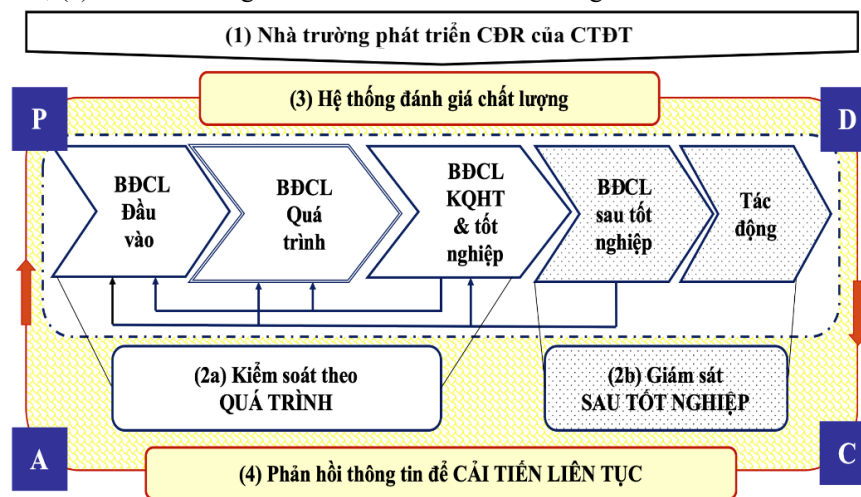 (1) Nhà trường phát triển CĐR của CTĐT
P
(3) Hệ thống đánh giá chất lượng
D
BĐCL
Đầu
vào
BĐCL
Quá
trình
BĐCL
KQHT
& tốt
nghiệp
BĐCL
sau tốt
nghiệp
Tác
động
(2a) Kiểm soát theo
QUÁ TRÌNH
(2b) Giám sát
SAU TỐT NGHIỆP
A
(4) Phản hồi thông tin để CẢI TIẾN LIÊN TỤC
C